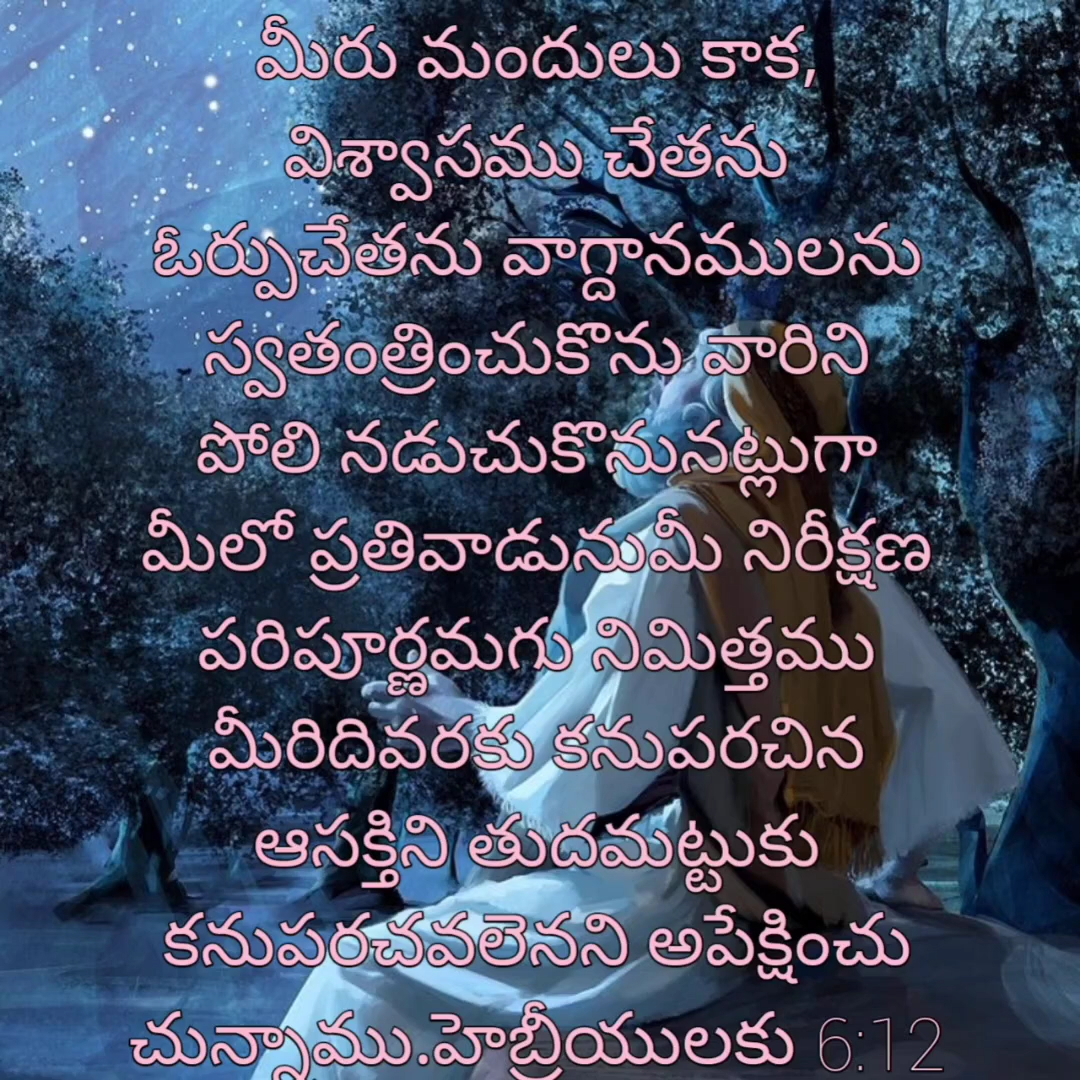 మీరు మందులు కాక,
విశ్వాసము చేతను
ఓర్పుచేతను వాగ్దానములను
స్వతంత్రించుకొను వారిని
పోలి నడుచుకొనునట్లుగా
మీలో ప్రతివాడునుమీ నిరీక్షణ
పరిపూర్ణమగు నిమిత్తము
మీరిదివరకు కనుపరచిన
ఆసక్తిని తుదమట్టుకు
కనుపరచవలెనని అపేక్షించు
చున్నాము.హెబ్రీయులకు 6:12